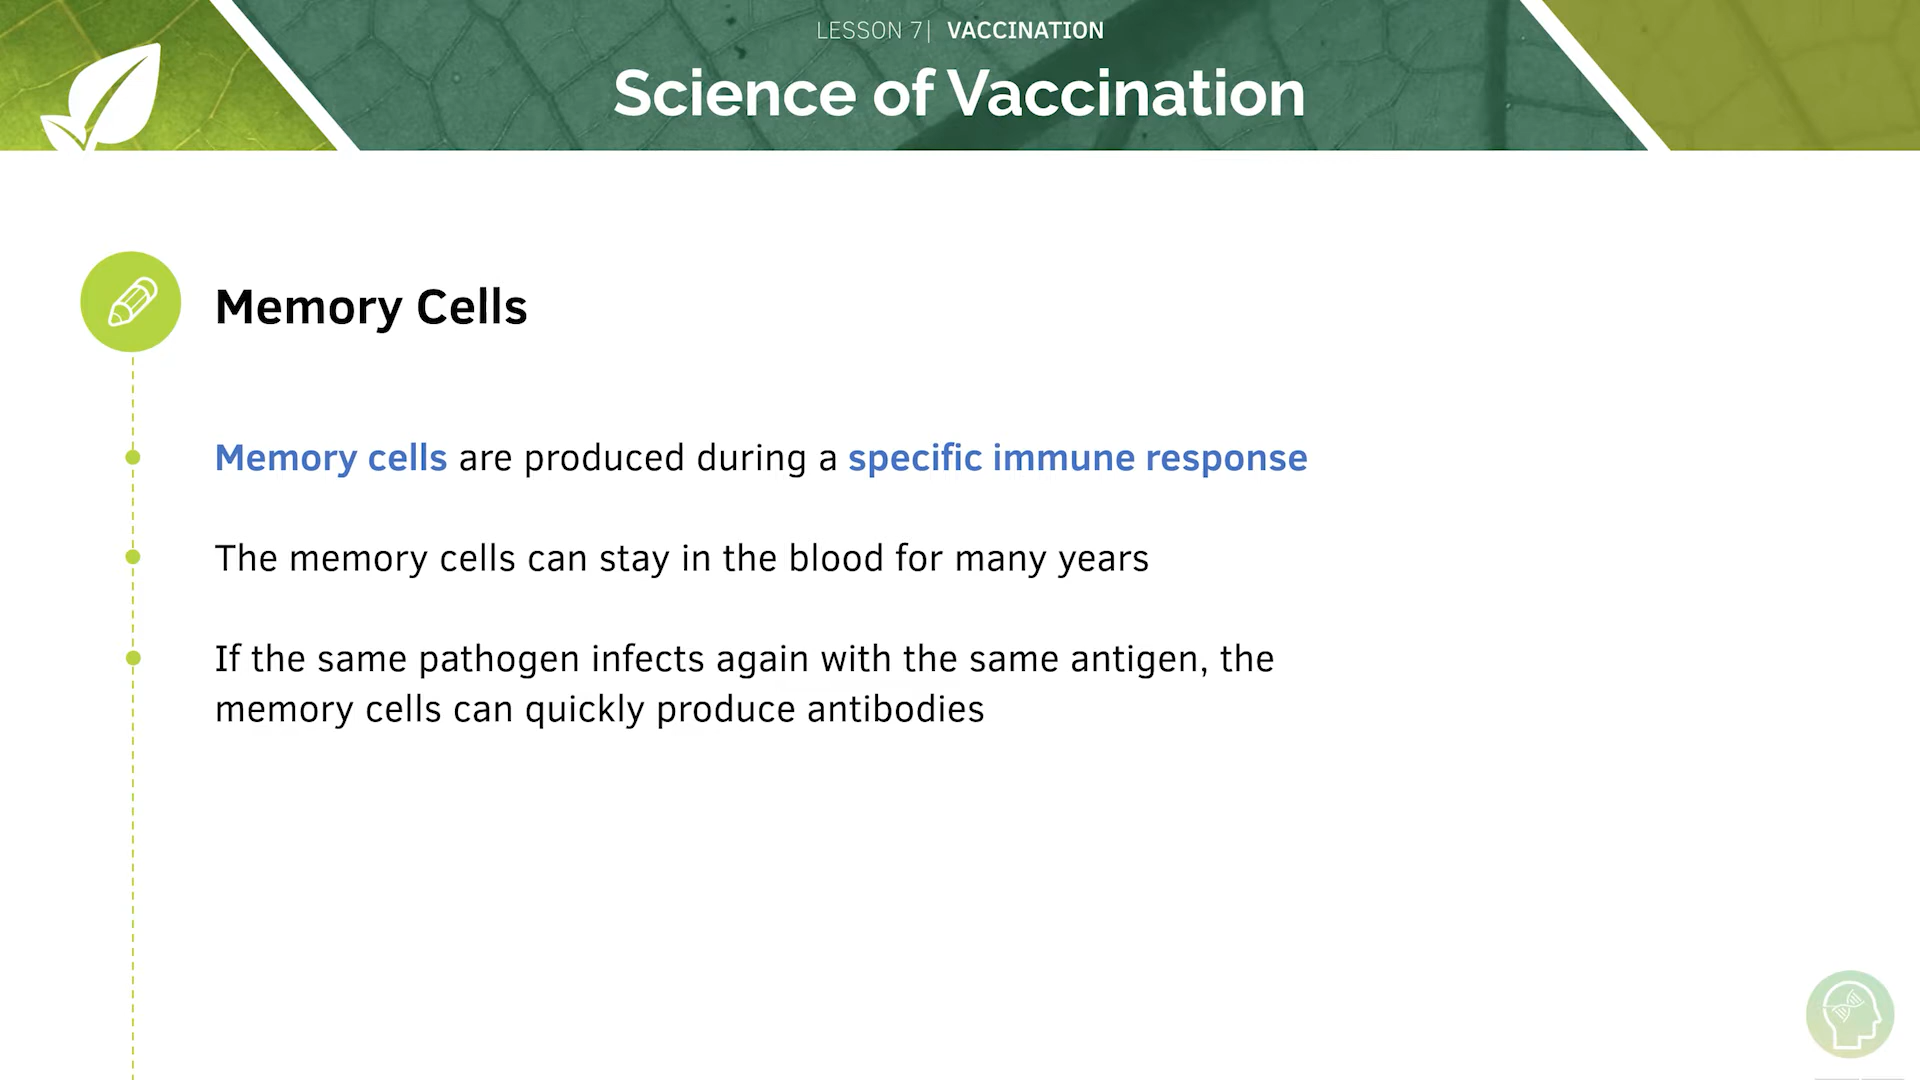 LESSON 7| VACCINATION
Science of Vaccination
Memory Cells
Memory cells are produced during a specific immune response
The memory cells can stay in the blood for many years
If the same pathogen infects again with the same antigen, the
memory cells can quickly produce antibodies